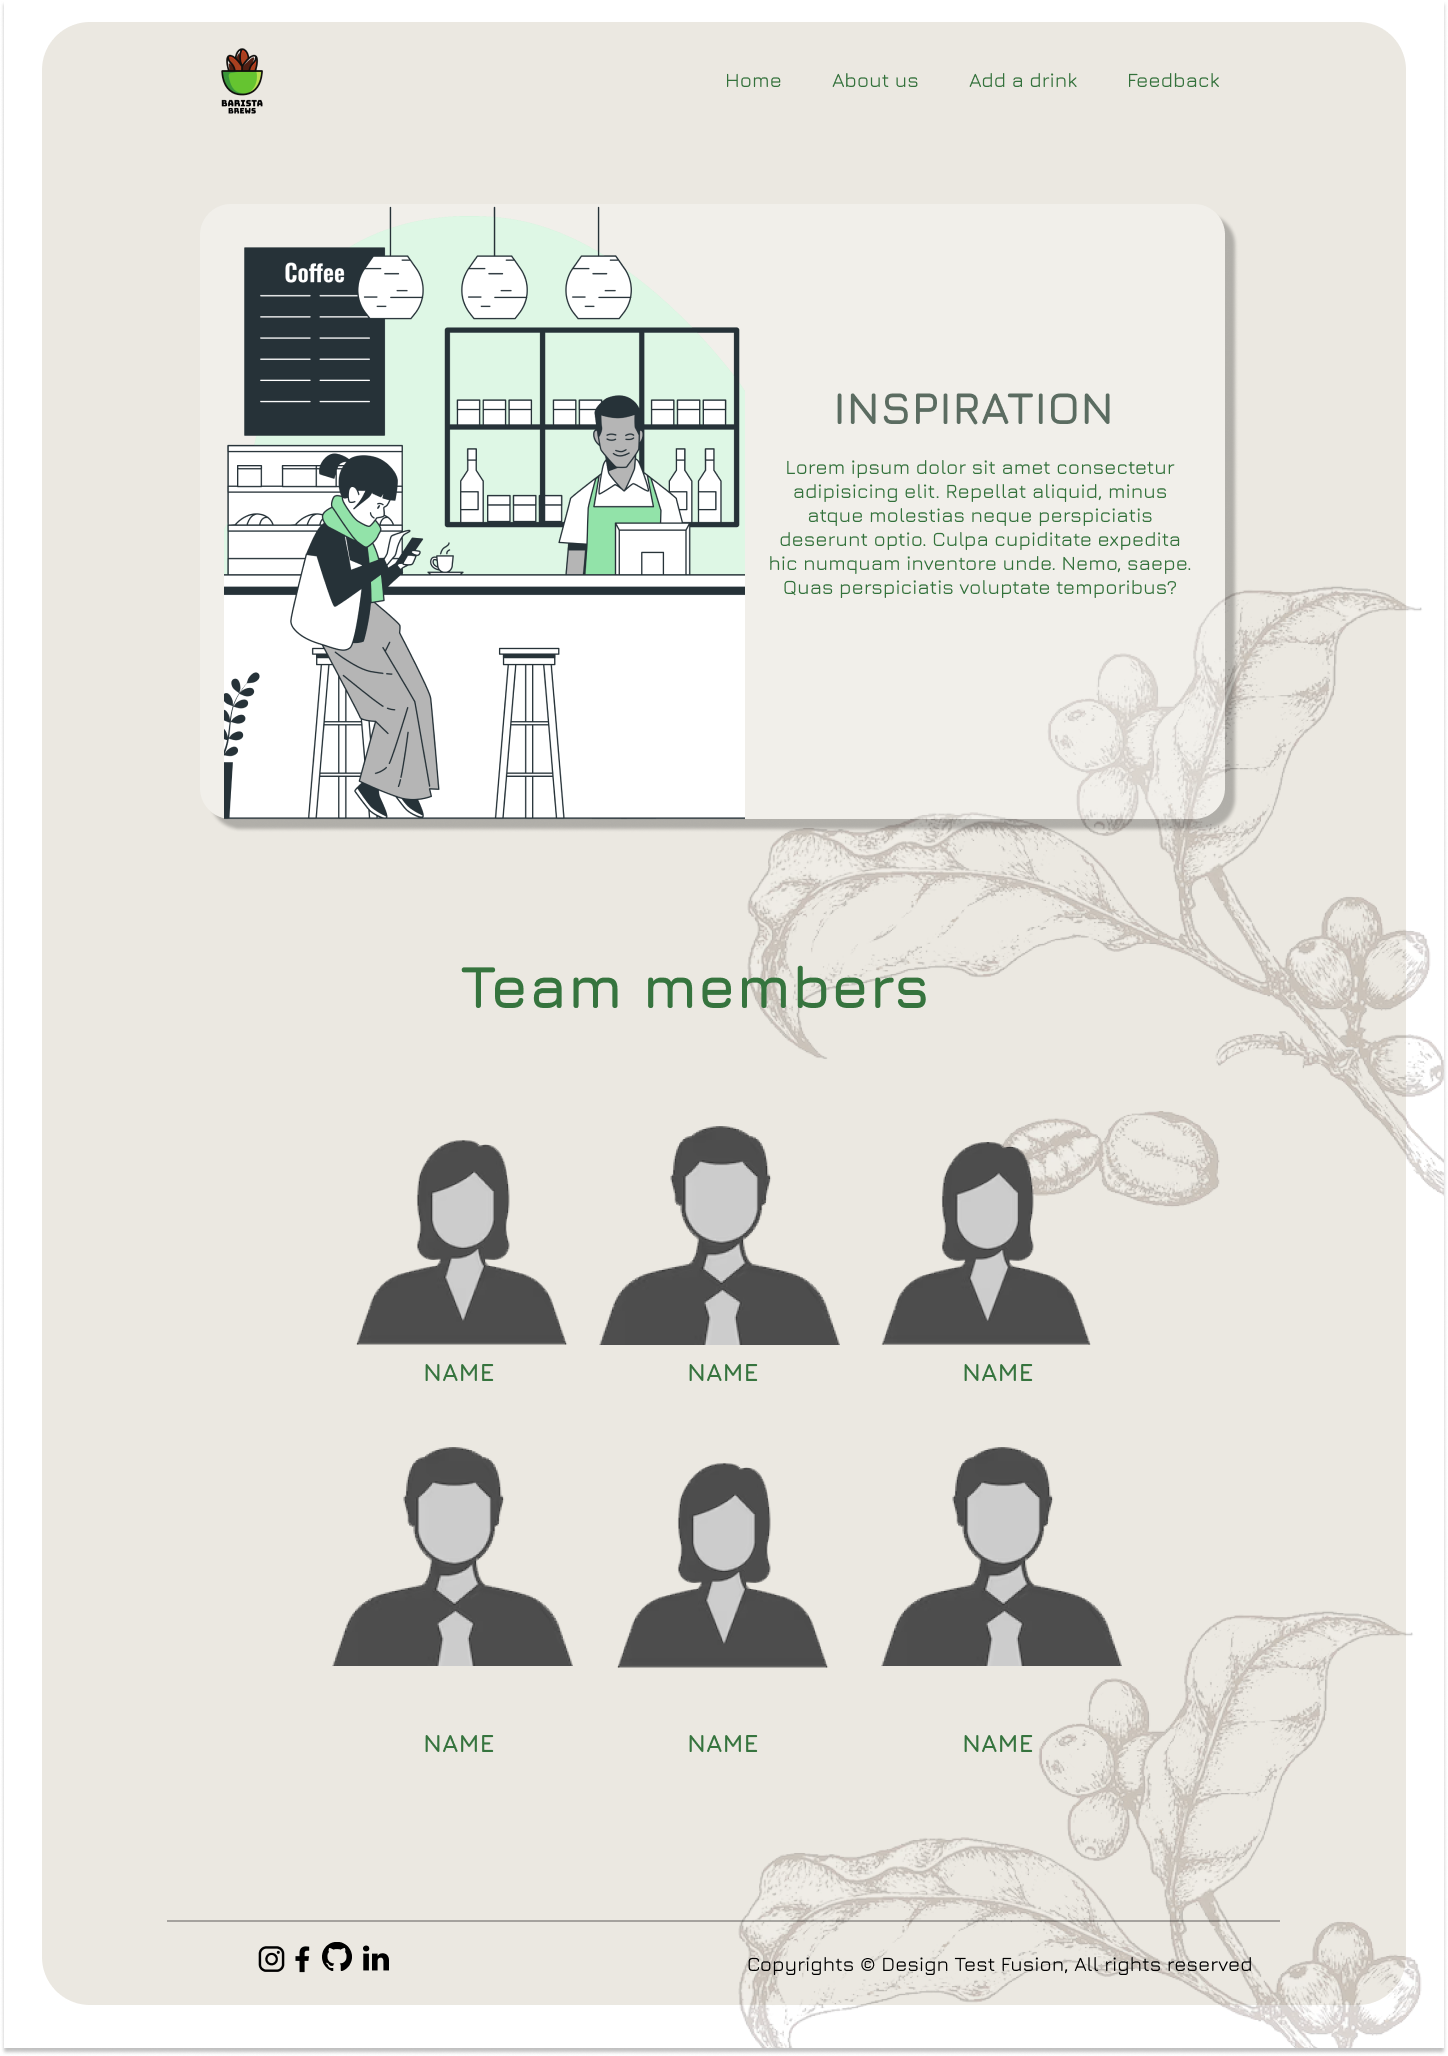 BARISTA
BREWS
Home About us Add a drink Feedback
Coffee
INSPIRATION
Lorem ipsum dolor sit amet consectetur
adipisicing elit. Repellat aliquid, minus
atque molestias neque perspiciatis
deserunt optio. Culpa cupiditate expedita
hic numquam inventore unde. Nemo, saepe.
Quas perspiciatis voluptate temporibus?
Team members
NAME NAME NAME
NAME NAME NAME
Copyrights © Design Test Fusion, All rights reserved